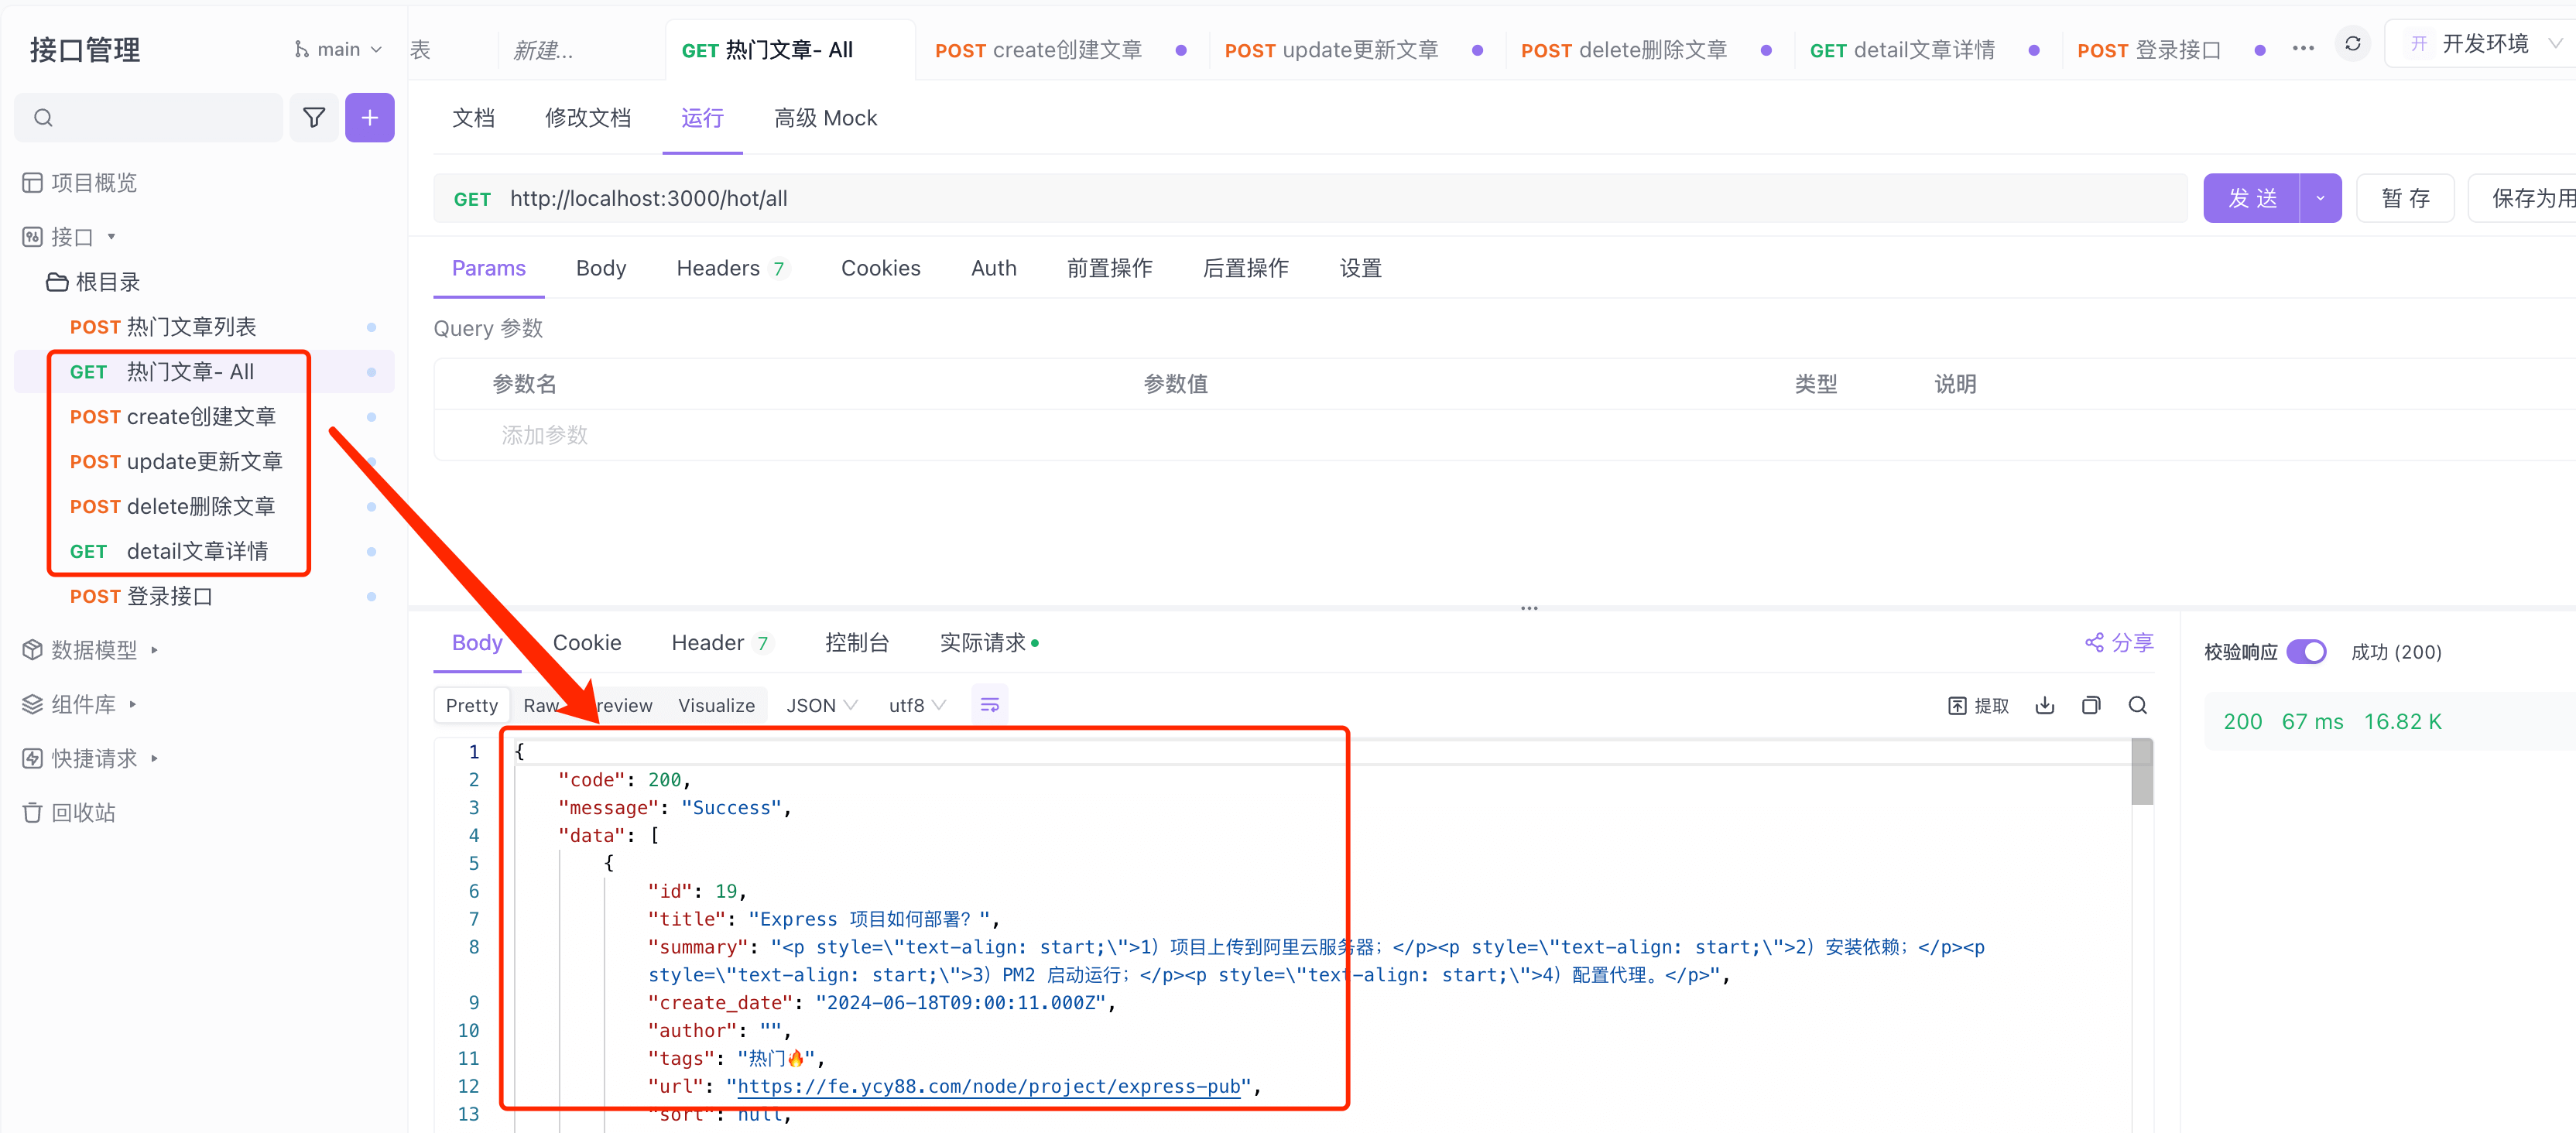 接口管理
main
表
新建...
GET 热门文章- All
POST create创建文章
POST update更新文章
POST delete删除文章
GET detail文章详情
POST 登录接口
开 开发环境
项目概览
接口
根目录
POST 热门文章列表
GET 热门文章- All
POST create创建文章
POST update更新文章
POST delete删除文章
GET detail文章详情
POST 登录接口
数据模型
组件库
快捷请求
回收站
文档
修改文档
运行
高级 Mock
GET http://localhost:3000/hot/all
发 送
暂 存
保存为用
Params
Body
Headers 7
Cookies
Auth
前置操作
后置操作
设置
Query 参数
参数名
参数值
类型
说明
添加参数
Body
Cookie
Header 7
控制台
实际请求
分享
Pretty
Raw
review
Visualize
JSON
utf8
提取
校验响应
成功 (200)
200 67 ms 16.82 K
1 {
2 "code": 200,
3 "message": "Success",
4 "data": [
5 {
6 "id": 19,
7 "title": "Express 项目如何部署？",
8 "summary": "<p style=\"text-align: start;\">1）项目上传到阿里云服务器；</p><p style=\"text-align: start;\">2）安装依赖；</p><p
style=\"text-align: start;\">3）PM2 启动运行；</p><p style=\"text-align: start;\">4）配置代理。</p>",
9 "create_date": "2024-06-18T09:00:11.000Z",
10 "author": "",
11 "tags": "热门🔥",
12 "url": "https://fe.ycy88.com/node/project/express-pub",
13 "sort": null,